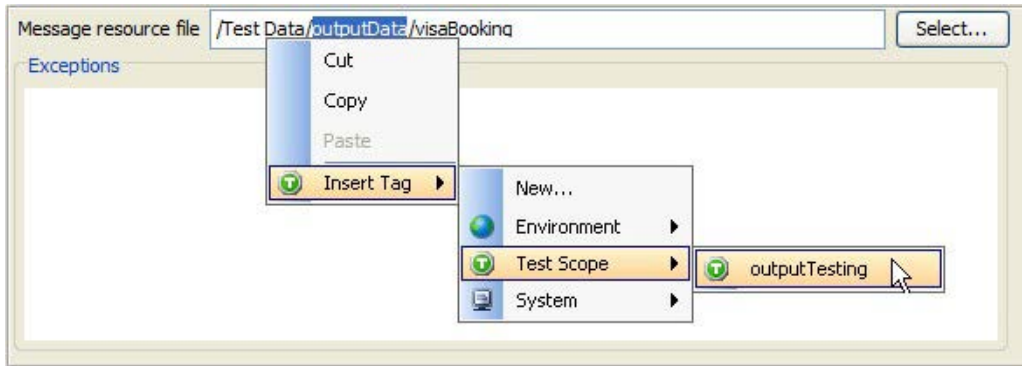 Message resource file /Test Data/outputData/visaBooking Select...
Exceptions
Cut
Copy
Paste
Insert Tag
New...
Environment
Test Scope
outputTesting
System